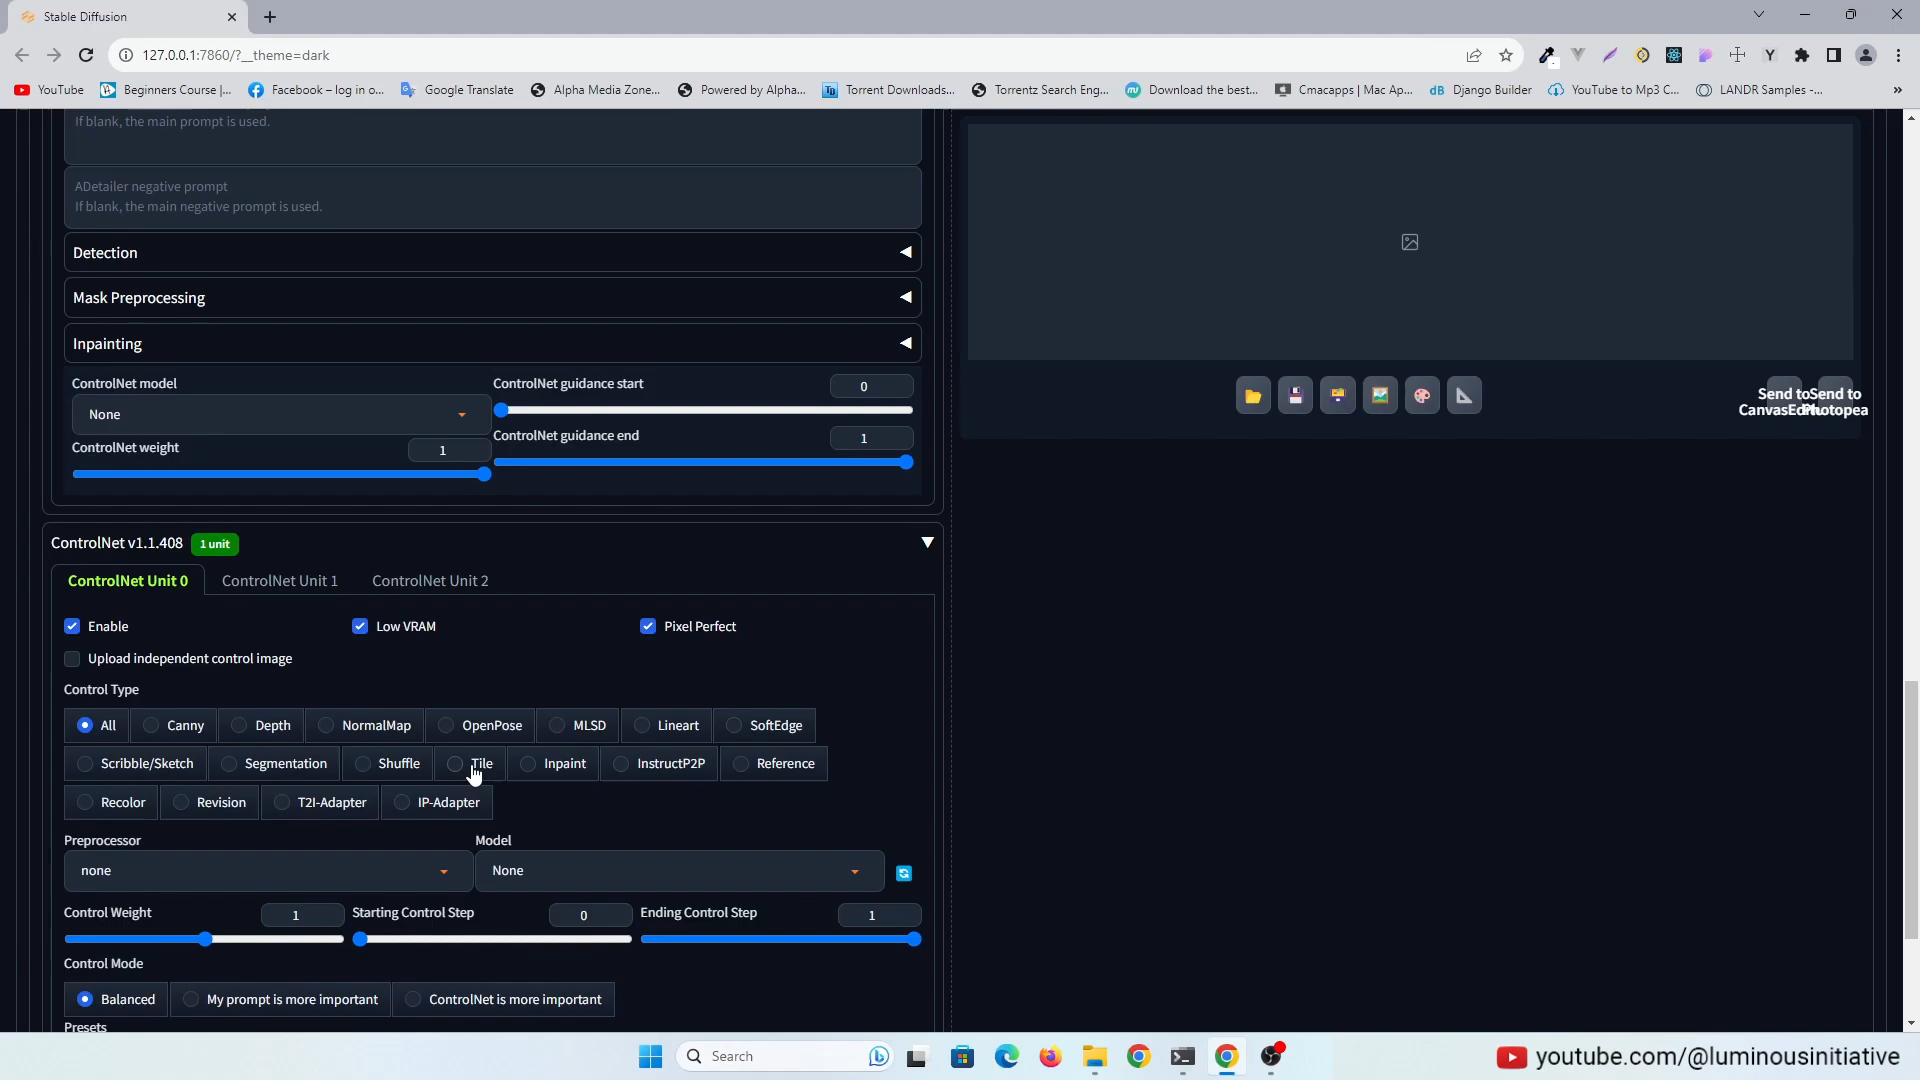 Stable Diffusion
127.0.0.1:7860/?__theme=dark
YouTube
Beginners Course |...
Facebook – log in o...
Google Translate
Alpha Media Zone...
Powered by Alpha...
Torrent Downloads...
Torrentz Search Eng...
Download the best...
Cmacapps | Mac Ap...
Django Builder
YouTube to Mp3 C...
LANDR Samples -...
If blank, the main prompt is used.
ADetailer negative prompt
If blank, the main negative prompt is used.
Detection
Mask Preprocessing
Inpainting
ControlNet model
None
ControlNet guidance start
0
ControlNet weight
1
ControlNet guidance end
1
Send to CanvasEditor
Send to Photopea
ControlNet v1.1.408 1 unit
ControlNet Unit 0 ControlNet Unit 1 ControlNet Unit 2
Enable Low VRAM Pixel Perfect
Upload independent control image
Control Type
All Canny Depth NormalMap OpenPose MLSD Lineart SoftEdge
Scribble/Sketch Segmentation Shuffle Tile Inpaint InstructP2P Reference
Recolor Revision T2I-Adapter IP-Adapter
Preprocessor Model
none None
Control Weight 1 Starting Control Step 0 Ending Control Step 1
Control Mode
Balanced My prompt is more important ControlNet is more important
Presets
Search
youtube.com/@luminousinitiative